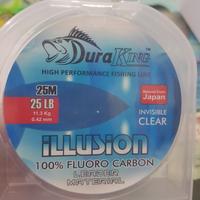 DuraKing™
HIGH PERFORMANCE FISHING LINE
25M
25 LB
11.3 Kg
0.42 mm
Japan
INVISIBLE
CLEAR
iLLUSION
100% FLUORO CARBON
LEADER
MATERIAL